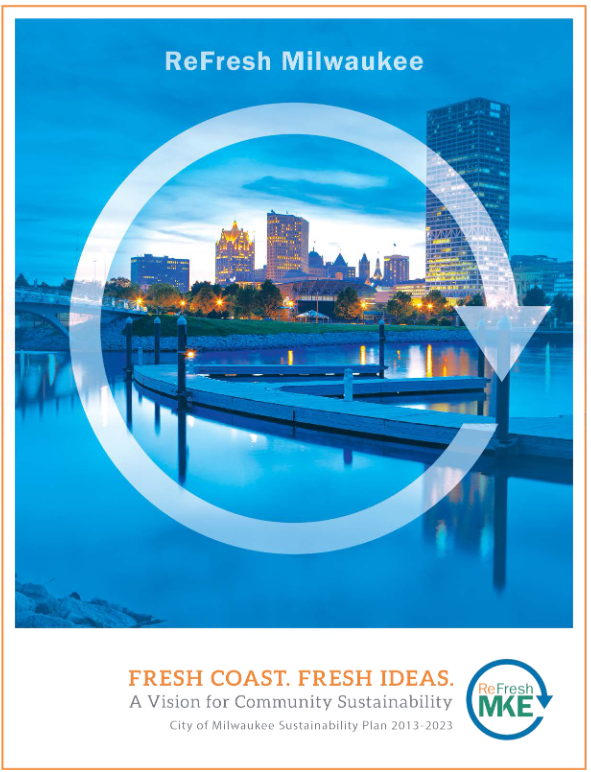 ReFresh Milwaukee
FRESH COAST. FRESH IDEAS.
A Vision for Community Sustainability
City of Milwaukee Sustainability Plan 2013-2023
ReFresh
MKE